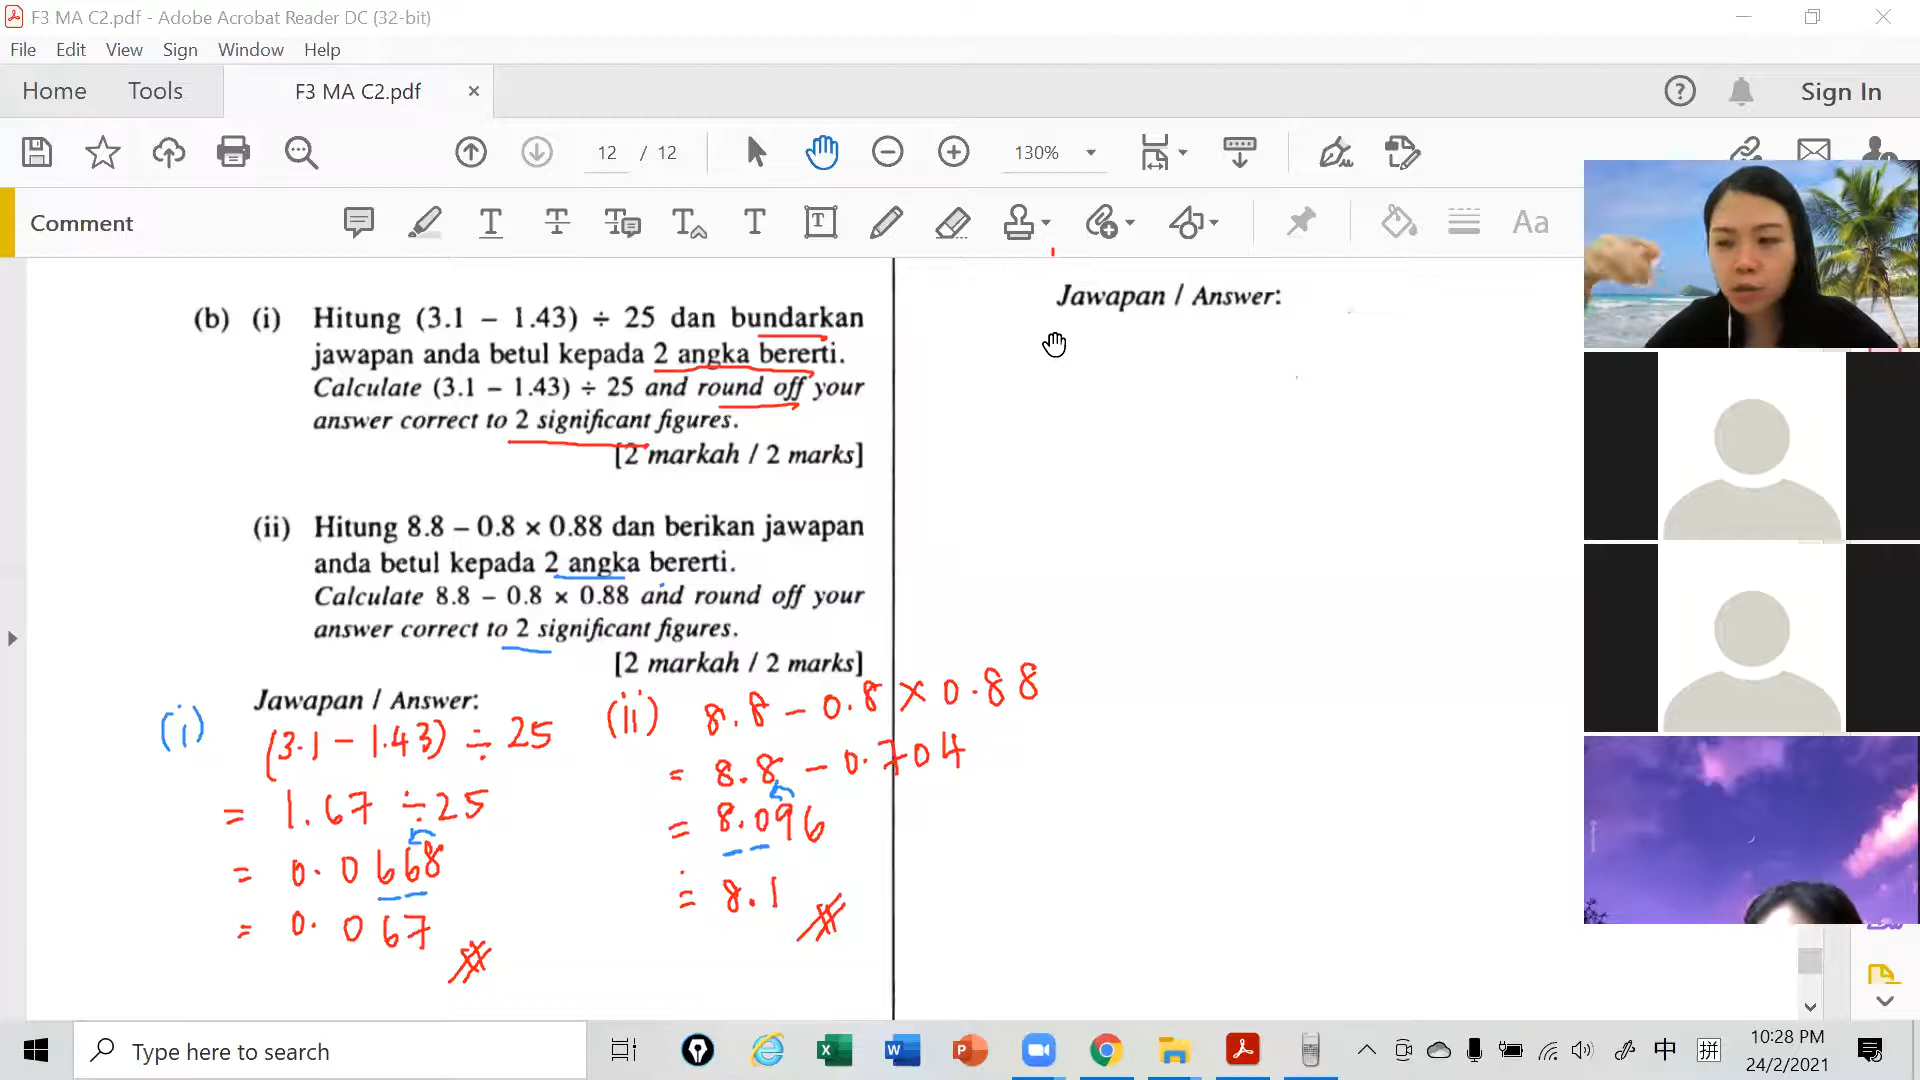 F3 MA C2.pdf - Adobe Acrobat Reader DC (32-bit)
File Edit View Sign Window Help
Home Tools F3 MA C2.pdf × Sign In
12 / 12 130%
Comment
(b) (i) Hitung (3.1 – 1.43) ÷ 25 dan bundarkan
jawapan anda betul kepada 2 angka bererti.
Calculate (3.1 – 1.43) ÷ 25 and round off your
answer correct to 2 significant figures.
[2 markah / 2 marks]
(ii) Hitung 8.8 – 0.8 × 0.88 dan berikan jawapan
anda betul kepada 2 angka bererti.
Calculate 8.8 – 0.8 × 0.88 and round off your
answer correct to 2 significant figures.
[2 markah / 2 marks]
Jawapan / Answer:
(i) (3.1 - 1.43) ÷ 25
= 1.67 ÷ 25
= 0.0668
= 0.067
(ii) 8.8 - 0.8 × 0.88
= 8.8 - 0.704
= 8.096
≐ 8.1
Jawapan / Answer:
Type here to search
中 拼
10:28 PM
24/2/2021